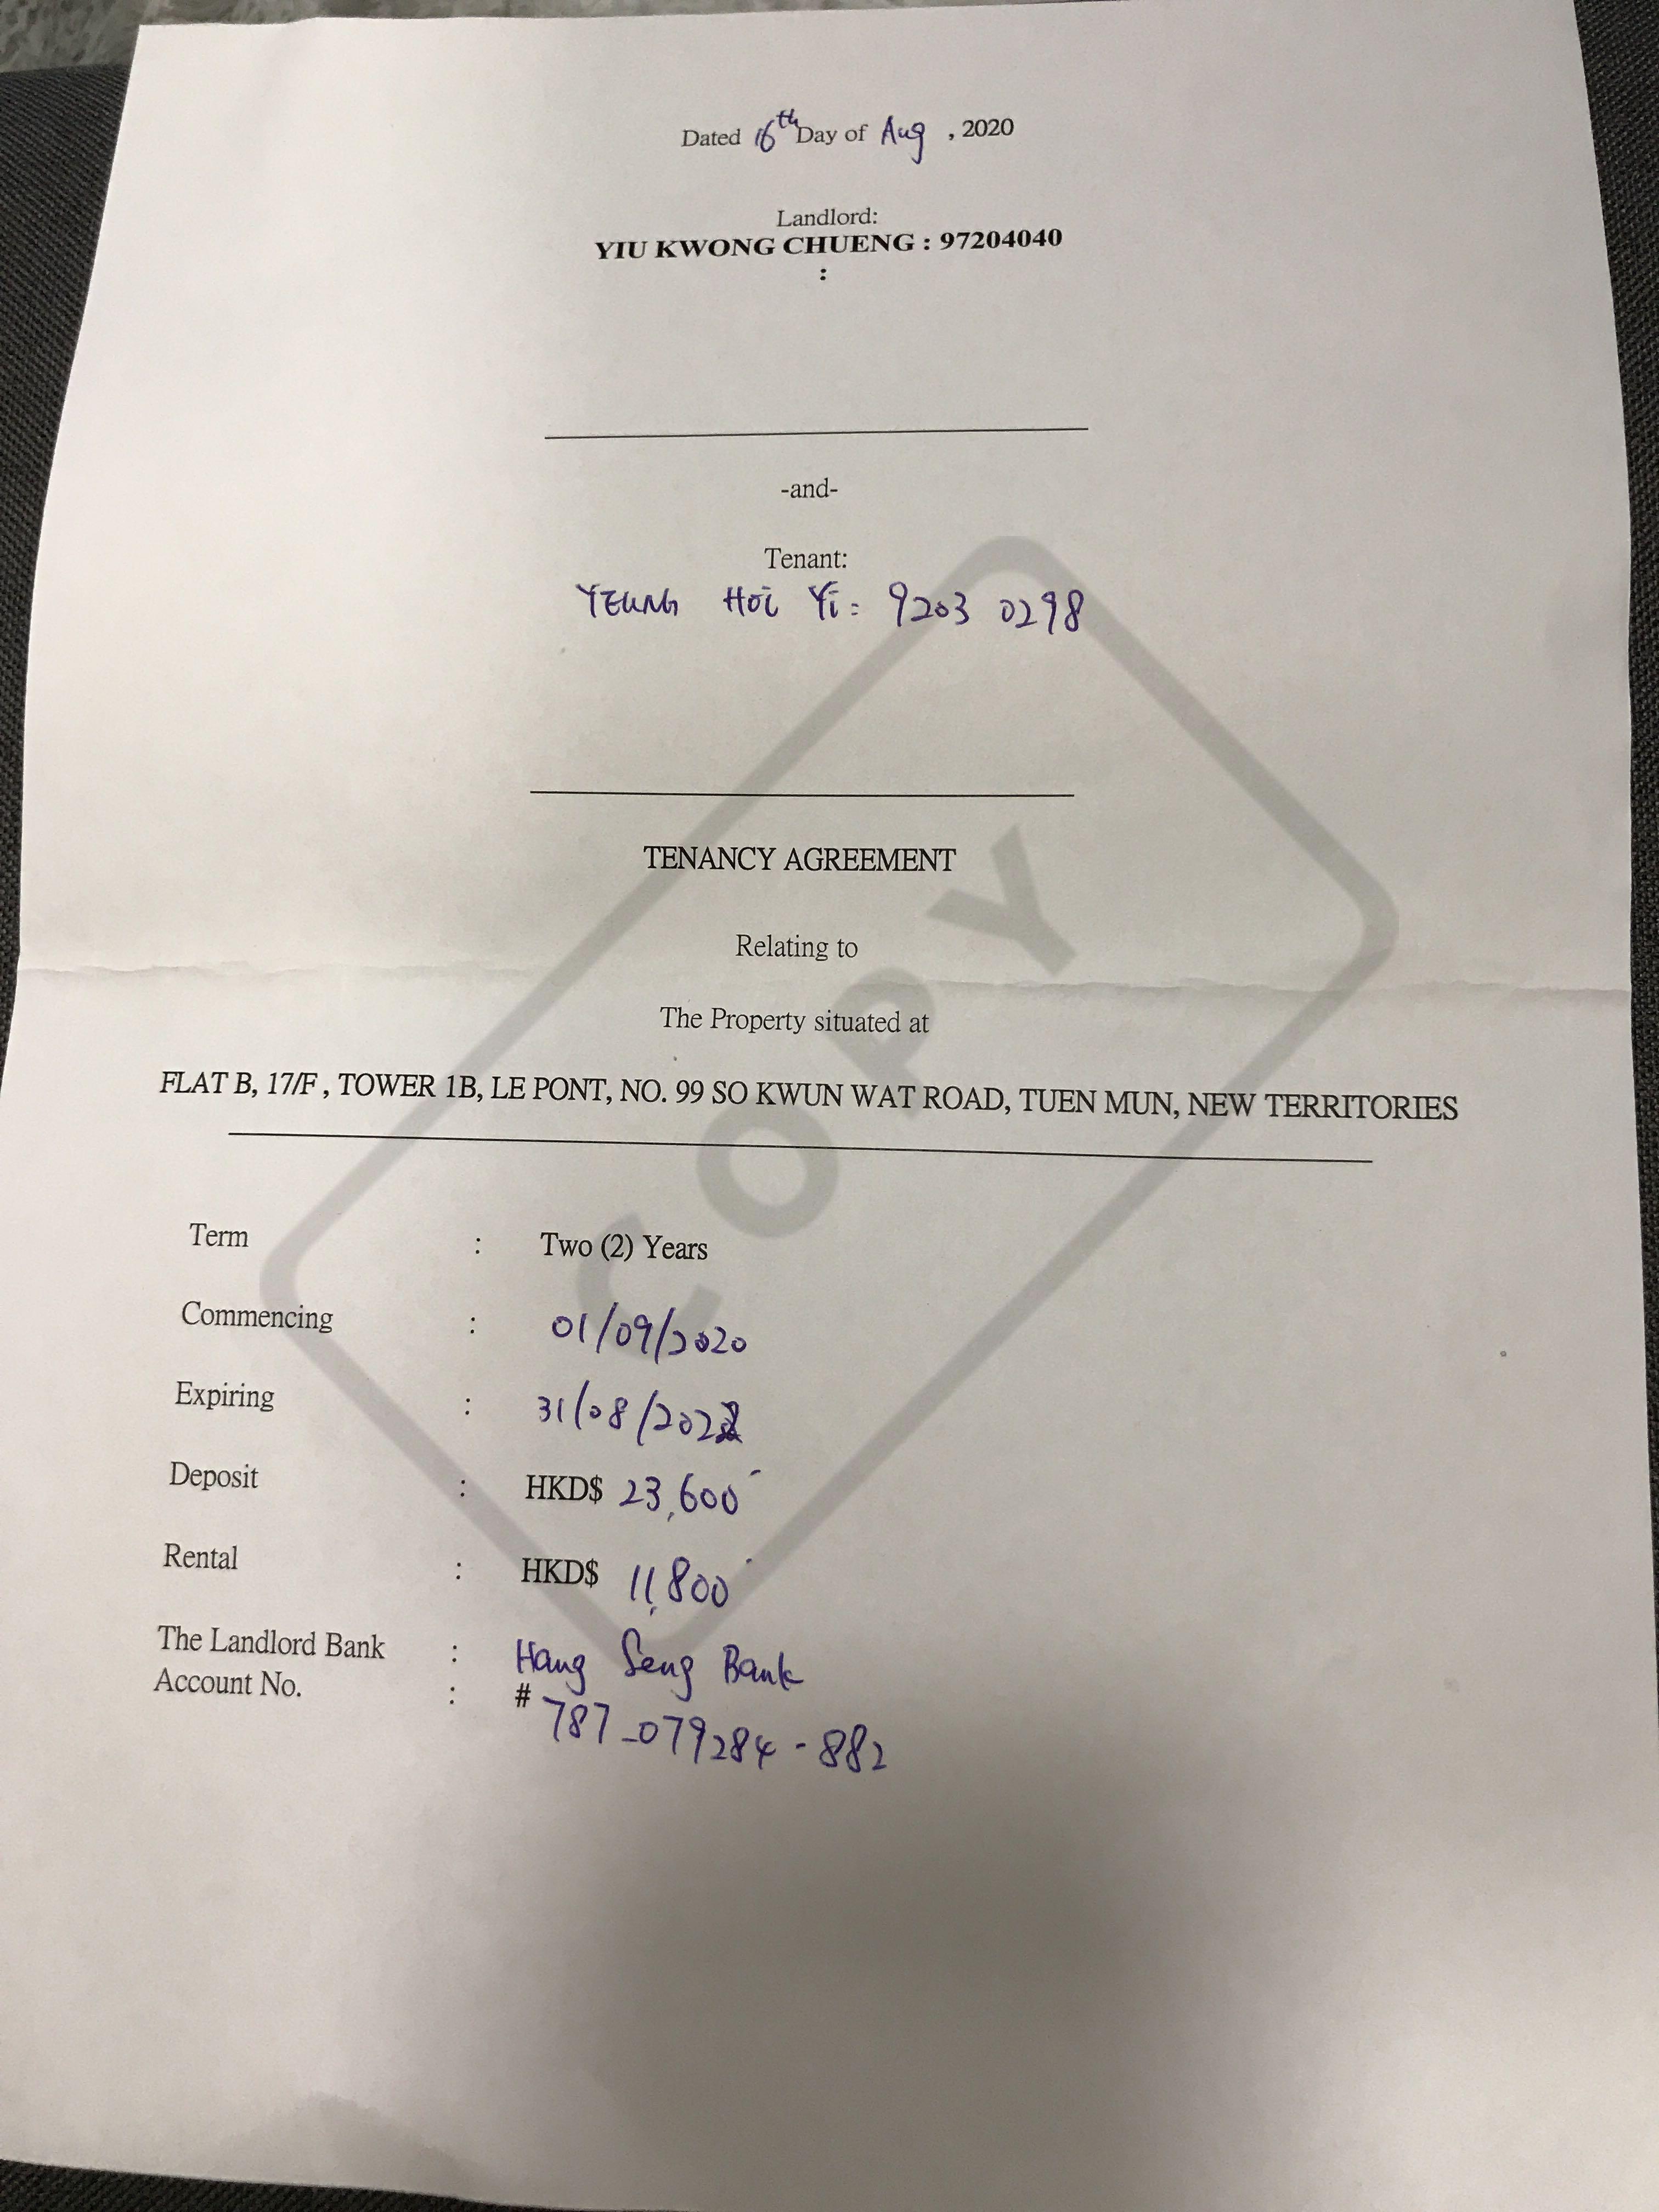 Dated 16th Day of Aug , 2020
Landlord:
YIU KWONG CHUENG : 97204040
:
-and-
Tenant:
YEUNG Hoi Yi : 9203 0298
TENANCY AGREEMENT
Relating to
The Property situated at
FLAT B, 17/F , TOWER 1B, LE PONT, NO. 99 SO KWUN WAT ROAD, TUEN MUN, NEW TERRITORIES
COPY
Term : Two (2) Years
Commencing : 01/09/2020
Expiring : 31/08/2022
Deposit : HKD$ 23,600
Rental : HKD$ 11,800
The Landlord Bank : Hang Seng Bank
Account No. : # 787-079284-882